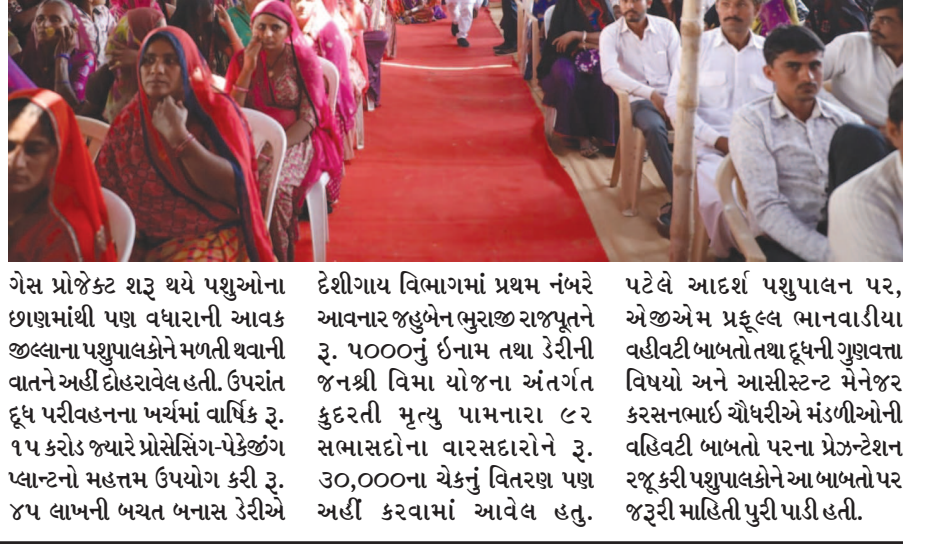 ગેસ પ્રોજેક્ટ શરૂ થયે પશુઓના
છાણમાંથી પણ વધારાની આવક
જીલ્લાના પશુપાલકોને મળતી થવાની
વાતને અહીં દોહરાવેલ હતી. ઉપરાંત
દૂધ પરીવહનના ખર્ચમાં વાર્ષિક રૂ.
૧૫ કરોડ જ્યારે પ્રોસેસિંગ-પેકેજીંગ
પ્લાન્ટનો મહત્તમ ઉપયોગ કરી રૂ.
૪૫ લાખની બચત બનાસ ડેરીએ
દેશીગાય વિભાગમાં પ્રથમ નંબરે
આવનાર જહુબેન ભુરાજી રાજપૂતને
રૂ. ૫૦૦૦નું ઇનામ તથા ડેરીની
જનશ્રી વિમા યોજના અંતર્ગત
કુદરતી મૃત્યુ પામનારા ૯૨
સભાસદોના વારસદારોને રૂ.
૩૦,૦૦૦ના ચેકનું વિતરણ પણ
અહીં કરવામાં આવેલ હતુ.
પટેલે આદર્શ પશુપાલન પર,
એજીએમ પ્રફૂલ્લ ભાનવાડીયા
વહીવટી બાબતો તથા દૂધની ગુણવત્તા
વિષયો અને આસીસ્ટન્ટ મેનેજર
કરસનભાઇ ચૌધરીએ મંડળીઓની
વહિવટી બાબતો પરના પ્રેઝન્ટેશન
રજૂ કરી પશુપાલકોને આ બાબતો પર
જરૂરી માહિતી પુરી પાડી હતી.